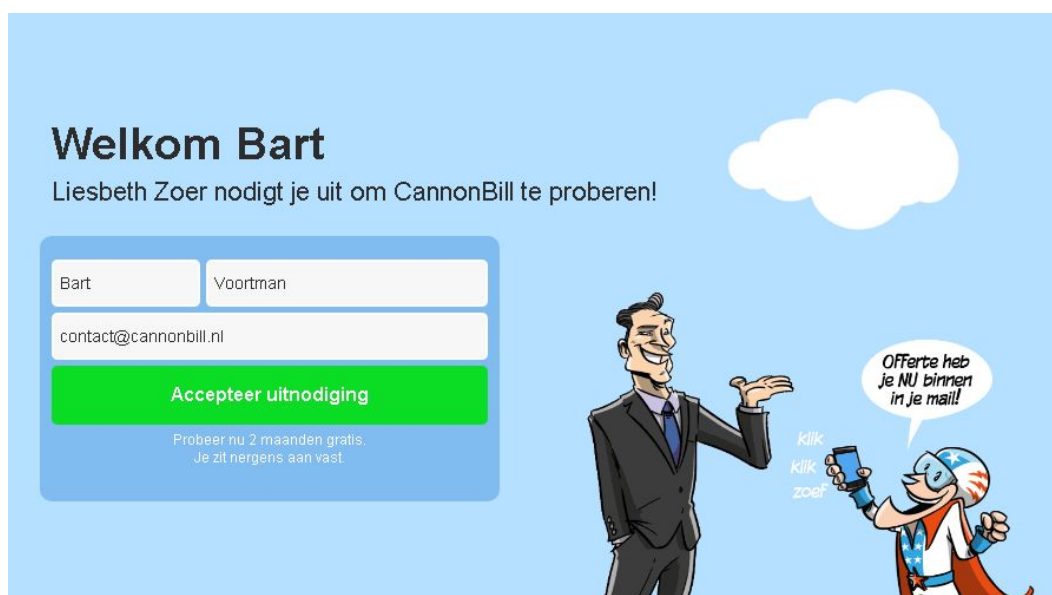 Welkom Bart
Liesbeth Zoer nodigt je uit om CannonBill te proberen!
Bart
Voortman
contact@cannonbill.nl
Accepteer uitnodiging
Probeer nu 2 maanden gratis.
Je zit nergens aan vast.
OFFerte heb
je NU binnen
in je mail!
klik
klik
zoef